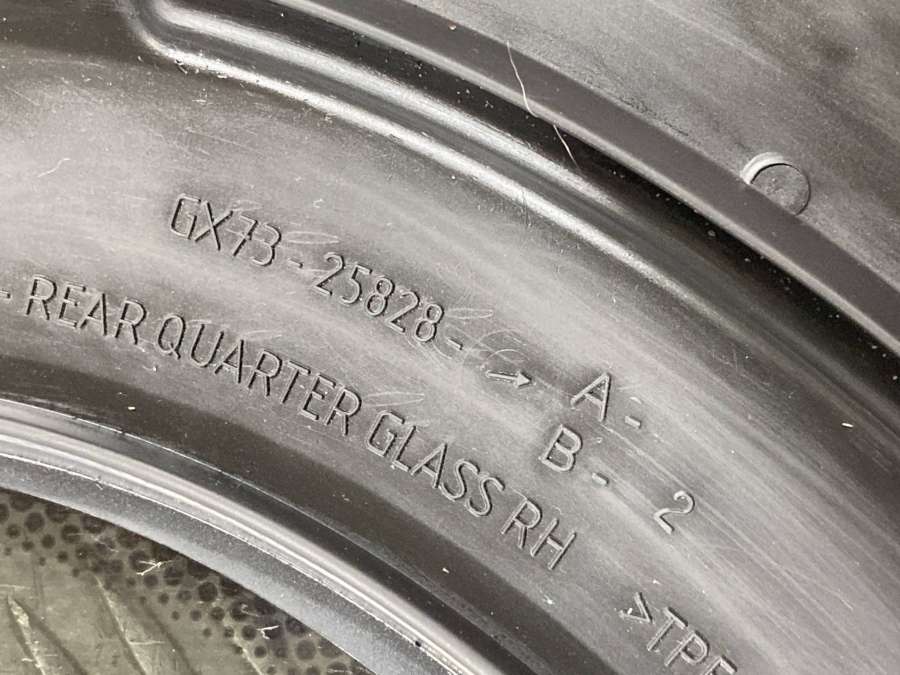 GX73-25828- → A-
B- 2
- REAR QUARTER GLASS RH
>TPE